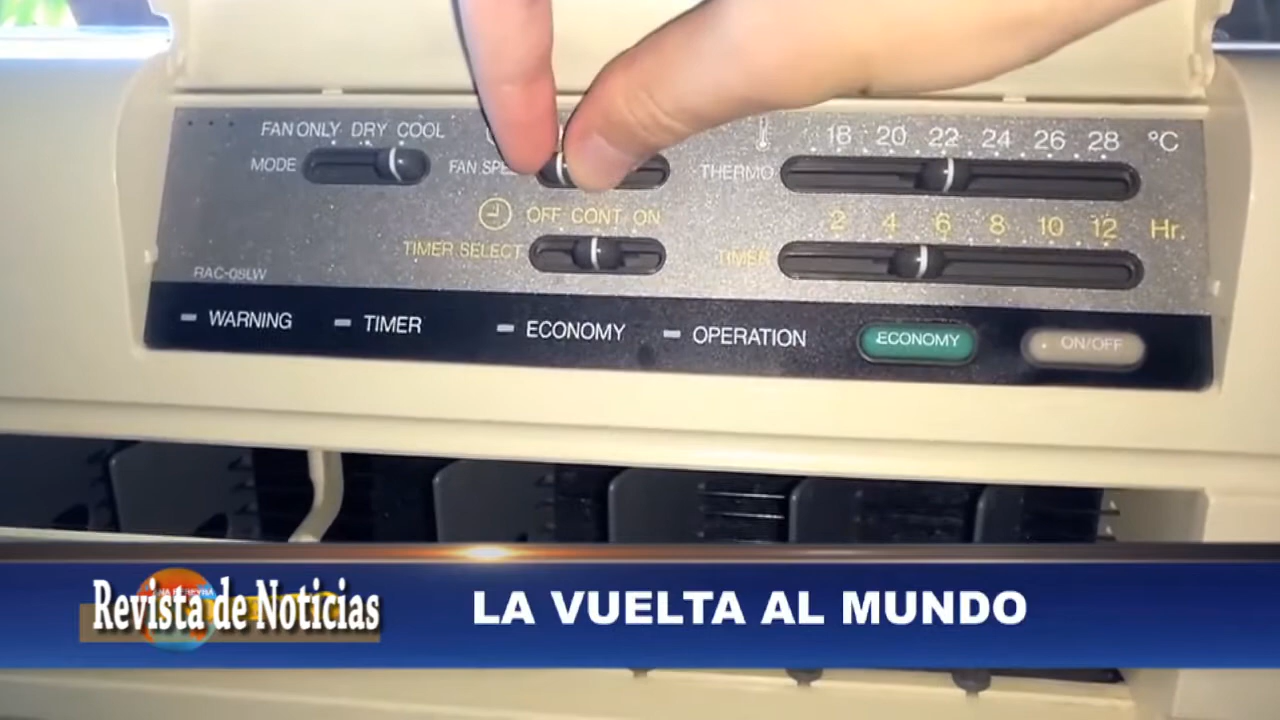 FAN ONLY DRY COOL
MODE
FAN SPE
THERMO
18 20 22 24 26 28 °C
OFF CONT ON
TIMER SELECT
TIMER
2 4 6 8 10 12 Hr.
RAC-05LW
WARNING TIMER ECONOMY OPERATION ECONOMY ON/OFF
Revista de Noticias
LA VUELTA AL MUNDO